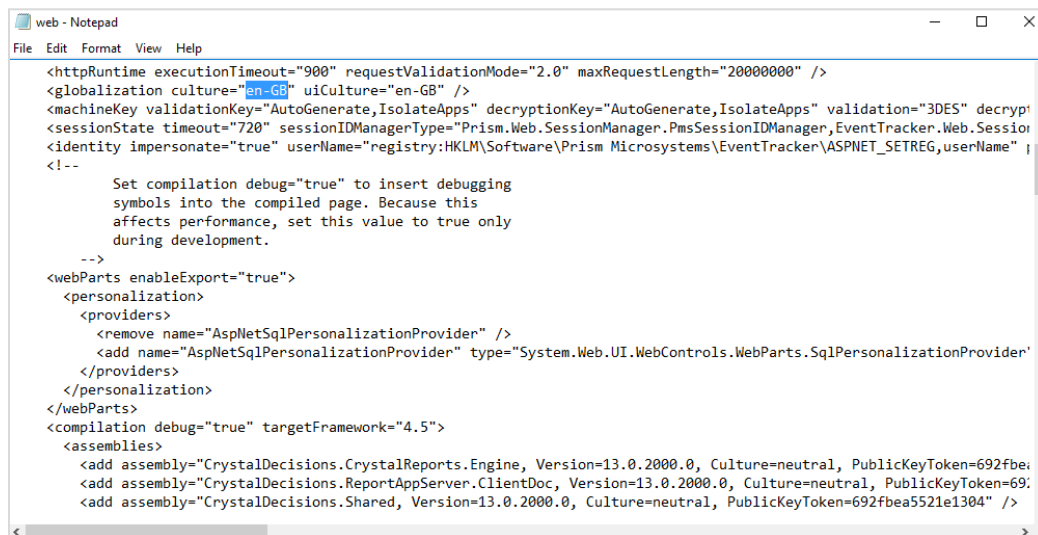 web - Notepad
File Edit Format View Help
<httpRuntime executionTimeout="900" requestValidationMode="2.0" maxRequestLength="20000000" />
<globalization culture="en-GB" uiCulture="en-GB" />
<machineKey validationKey="AutoGenerate,IsolateApps" decryptionKey="AutoGenerate,IsolateApps" validation="3DES" decrypt
<sessionState timeout="720" sessionIDManagerType="Prism.Web.SessionManager.PmsSessionIDManager,EventTracker.Web.Session
<identity impersonate="true" userName="registry:HKLM\Software\Prism Microsystems\EventTracker\ASPNET_SETREG,userName" p
<!--
Set compilation debug="true" to insert debugging
symbols into the compiled page. Because this
affects performance, set this value to true only
during development.
-->
<webParts enableExport="true">
<personalization>
<providers>
<remove name="AspNetSqlPersonalizationProvider" />
<add name="AspNetSqlPersonalizationProvider" type="System.Web.UI.WebControls.WebParts.SqlPersonalizationProvider"
</providers>
</personalization>
</webParts>
<compilation debug="true" targetFramework="4.5">
<assemblies>
<add assembly="CrystalDecisions.CrystalReports.Engine, Version=13.0.2000.0, Culture=neutral, PublicKeyToken=692fbea
<add assembly="CrystalDecisions.ReportAppServer.ClientDoc, Version=13.0.2000.0, Culture=neutral, PublicKeyToken=692
<add assembly="CrystalDecisions.Shared, Version=13.0.2000.0, Culture=neutral, PublicKeyToken=692fbea5521e1304" />